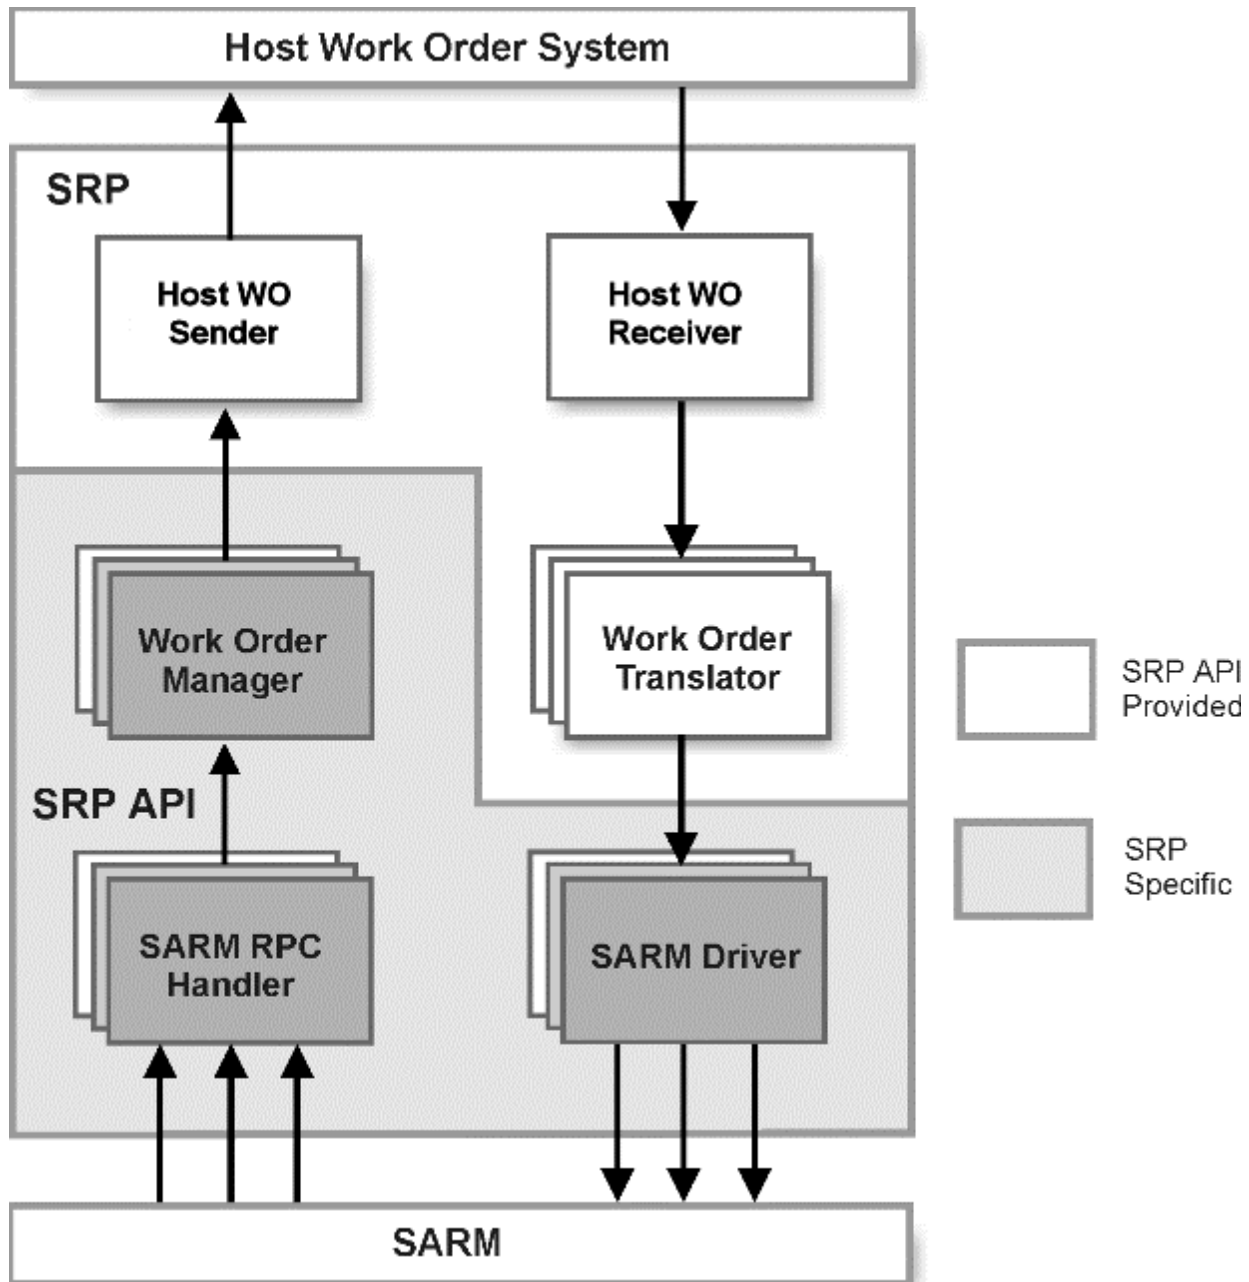 Host Work Order System
SRP
Host WO
Sender
Host WO
Receiver
Work Order
Manager
Work Order
Translator
SRP API
Provided
SRP API
SRP
Specific
SARM RPC
Handler
SARM Driver
SARM